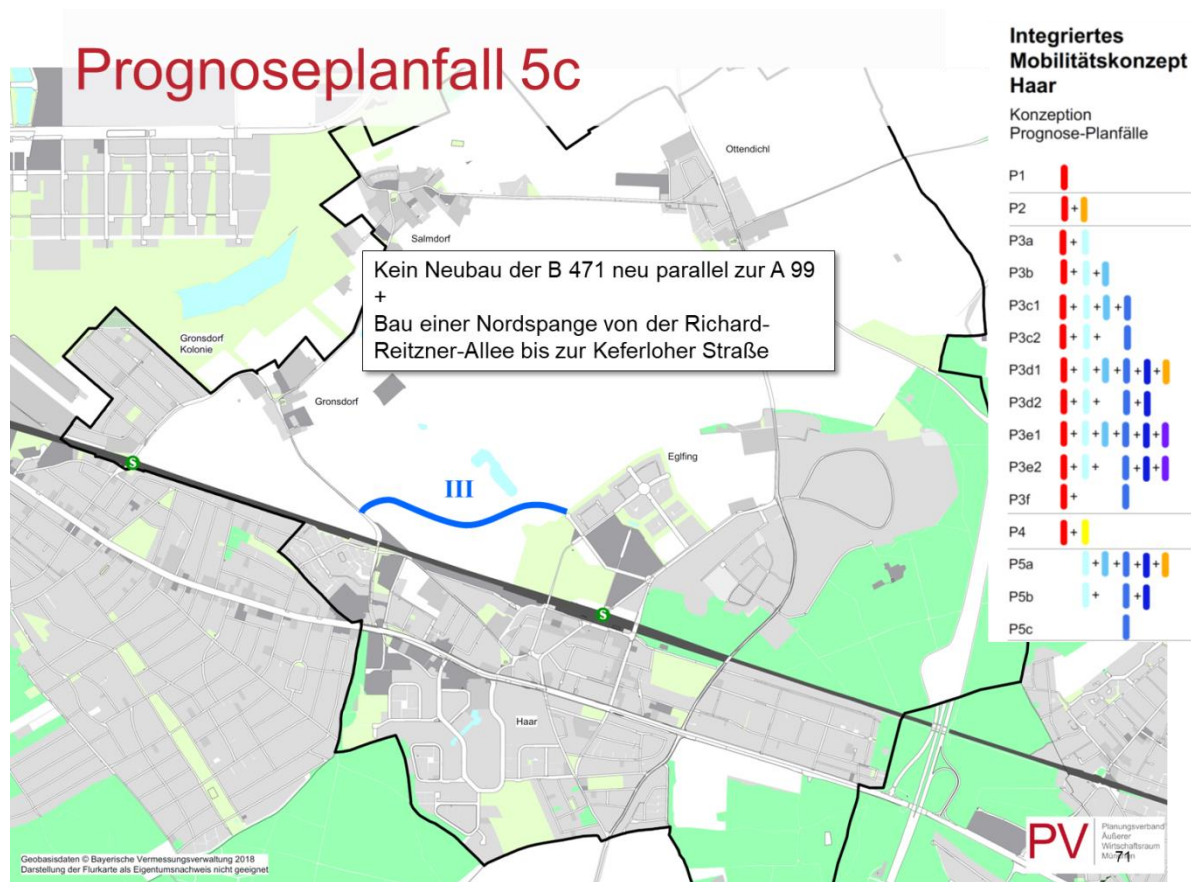 Prognoseplanfall 5c
Integriertes
Mobilitätskonzept
Haar
Konzeption
Prognose-Planfälle
P1
P2 +
P3a +
P3b + +
P3c1 + + +
P3c2 + +
P3d1 + + + + +
P3d2 + + +
P3e1 + + + + +
P3e2 + + + +
P3f +
P4 +
P5a + + + +
P5b + +
P5c
Ottendichl
Salmdorf
Kein Neubau der B 471 neu parallel zur A 99
+
Bau einer Nordspange von der Richard-
Reitzner-Allee bis zur Keferloher Straße
Gronsdorf
Kolonie
Gronsdorf
Eglfing
III
S
S
Haar
PV
Planungsverband
Äußerer
Wirtschaftsraum
München
71
Geobasisdaten © Bayerische Vermessungsverwaltung 2018
Darstellung der Flurkarte als Eigentumsnachweis nicht geeignet